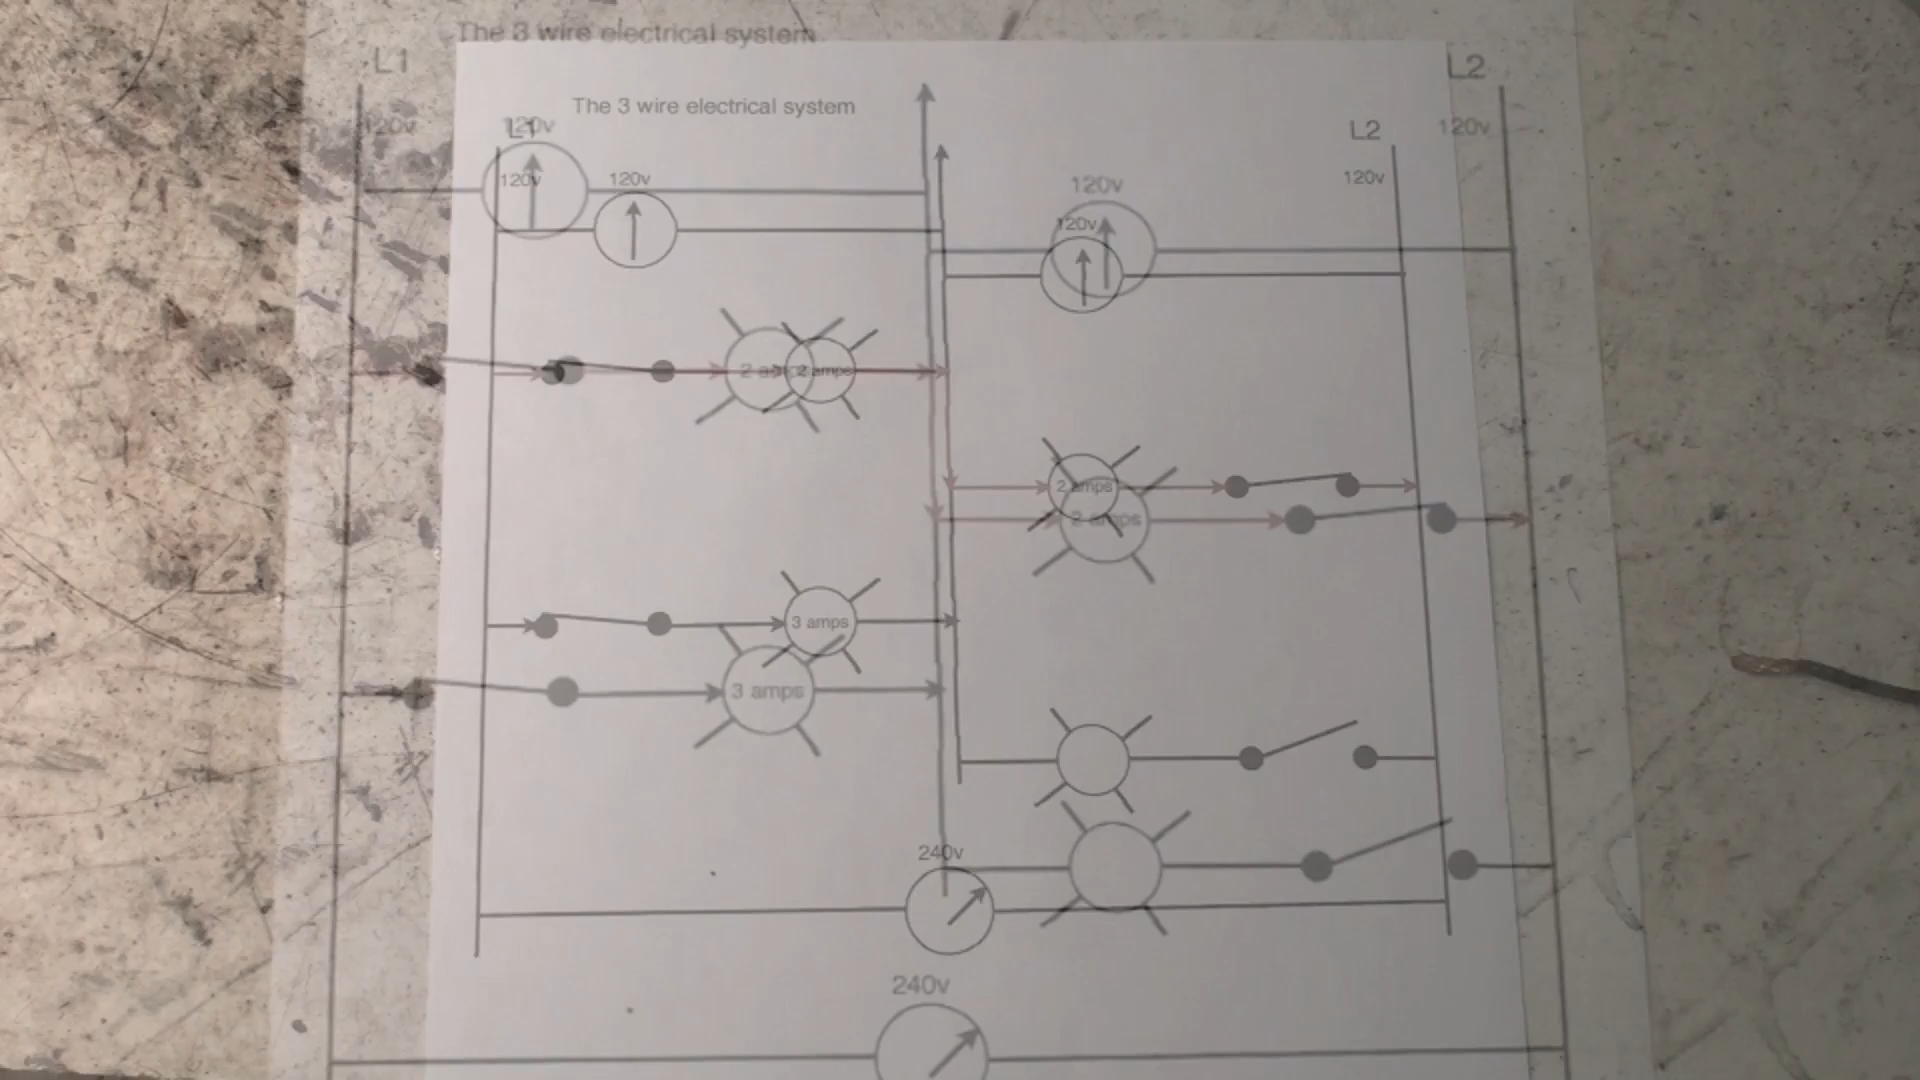 The 3 wire electrical system
L1
L2
The 3 wire electrical system
120v
120v
L1
L2
120v
120v
120v
120v
120v
120v
120v
2 amps
2 amps
2 amps
2 amps
3 amps
3 amps
240v
240v